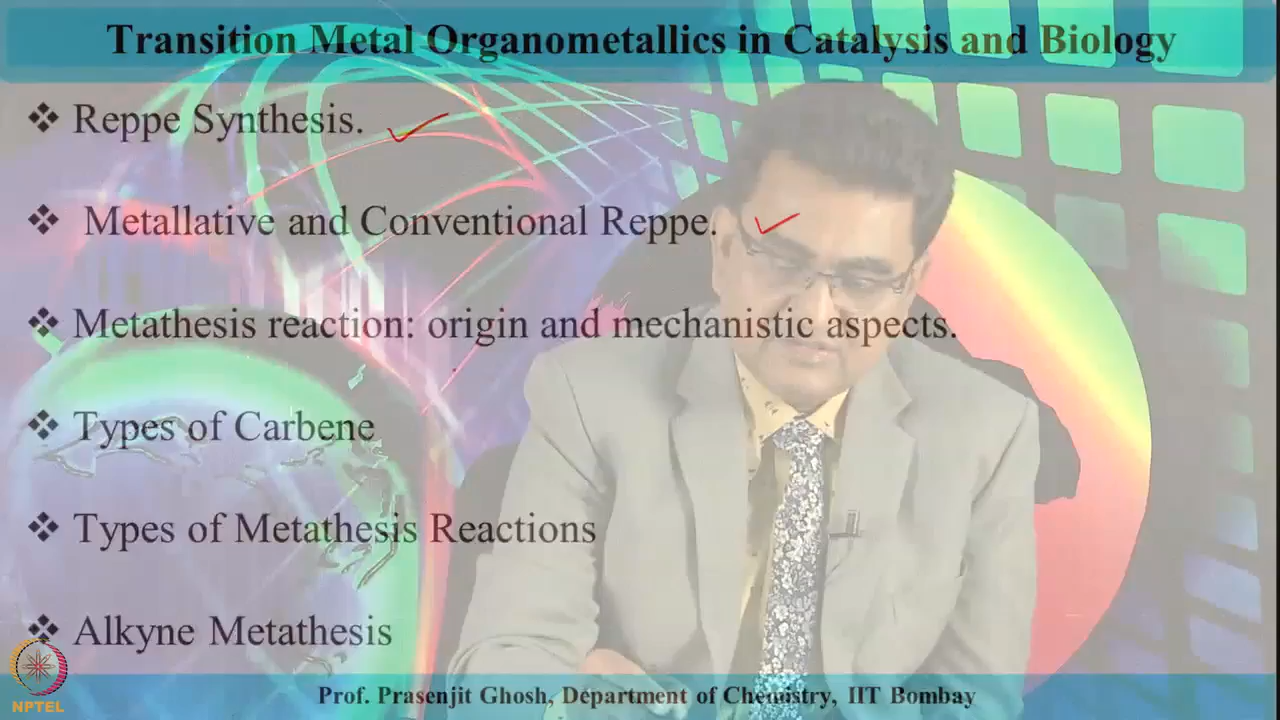 Transition Metal Organometallics in Catalysis and Biology
❖ Reppe Synthesis.
❖ Metallative and Conventional Reppe.
❖ Metathesis reaction: origin and mechanistic aspects.
❖ Types of Carbene
❖ Types of Metathesis Reactions
❖ Alkyne Metathesis
Prof. Prasenjit Ghosh, Department of Chemistry, IIT Bombay
NPTEL